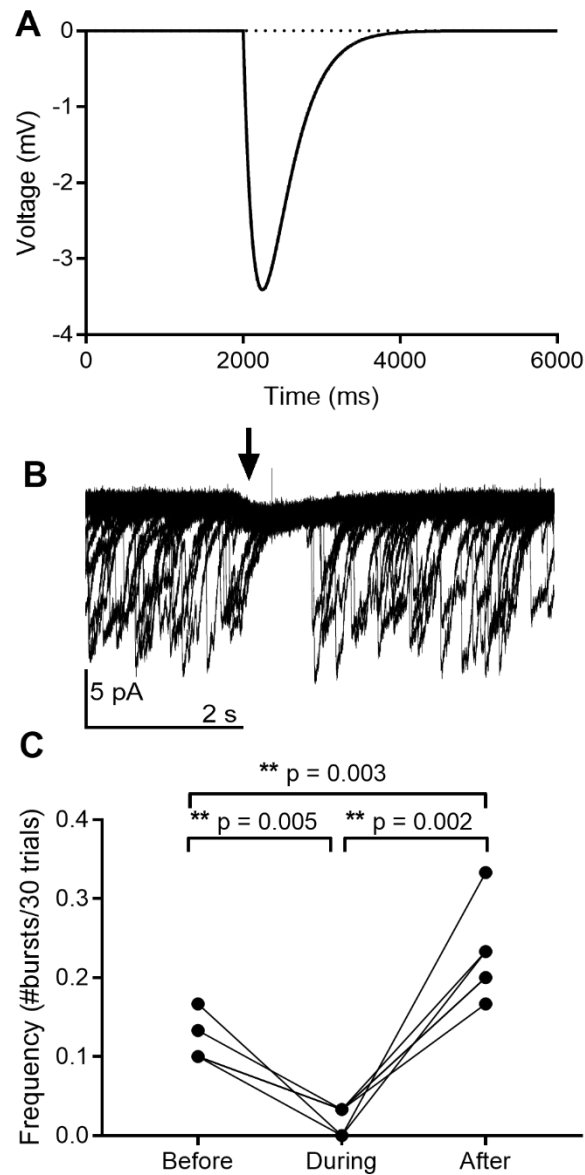 A
0
-1
-2
-3
-4
Voltage (mV)
0 2000 4000 6000
Time (ms)
B
5 pA
2 s
C
** p = 0.003
** p = 0.005 ** p = 0.002
0.4
0.3
0.2
0.1
0.0
Frequency (#bursts/30 trials)
Before During After